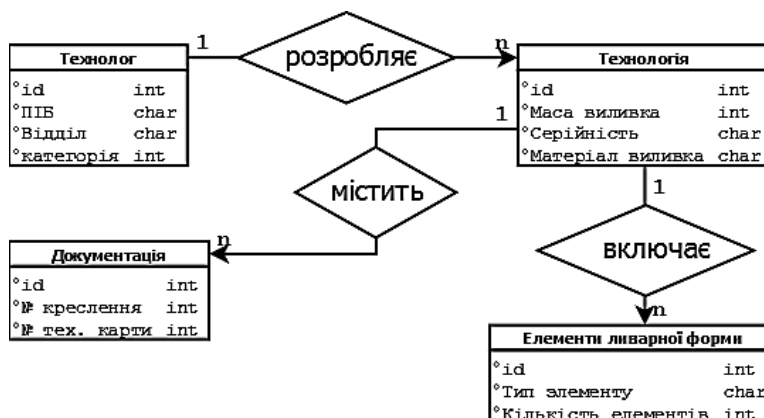 1
розробляє
n
Технолог
°id int
°ПІБ char
°Відділ char
°категорія int
Технологія
°id int
°Маса виливка int
°Серійність char
°Матеріал виливка char
1
містить
n
1
включає
n
Документація
°id int
°№ креслення int
°№ тех. карти int
Елементи ливарної форми
°id int
°Тип элементу char
°Кількість елементів int